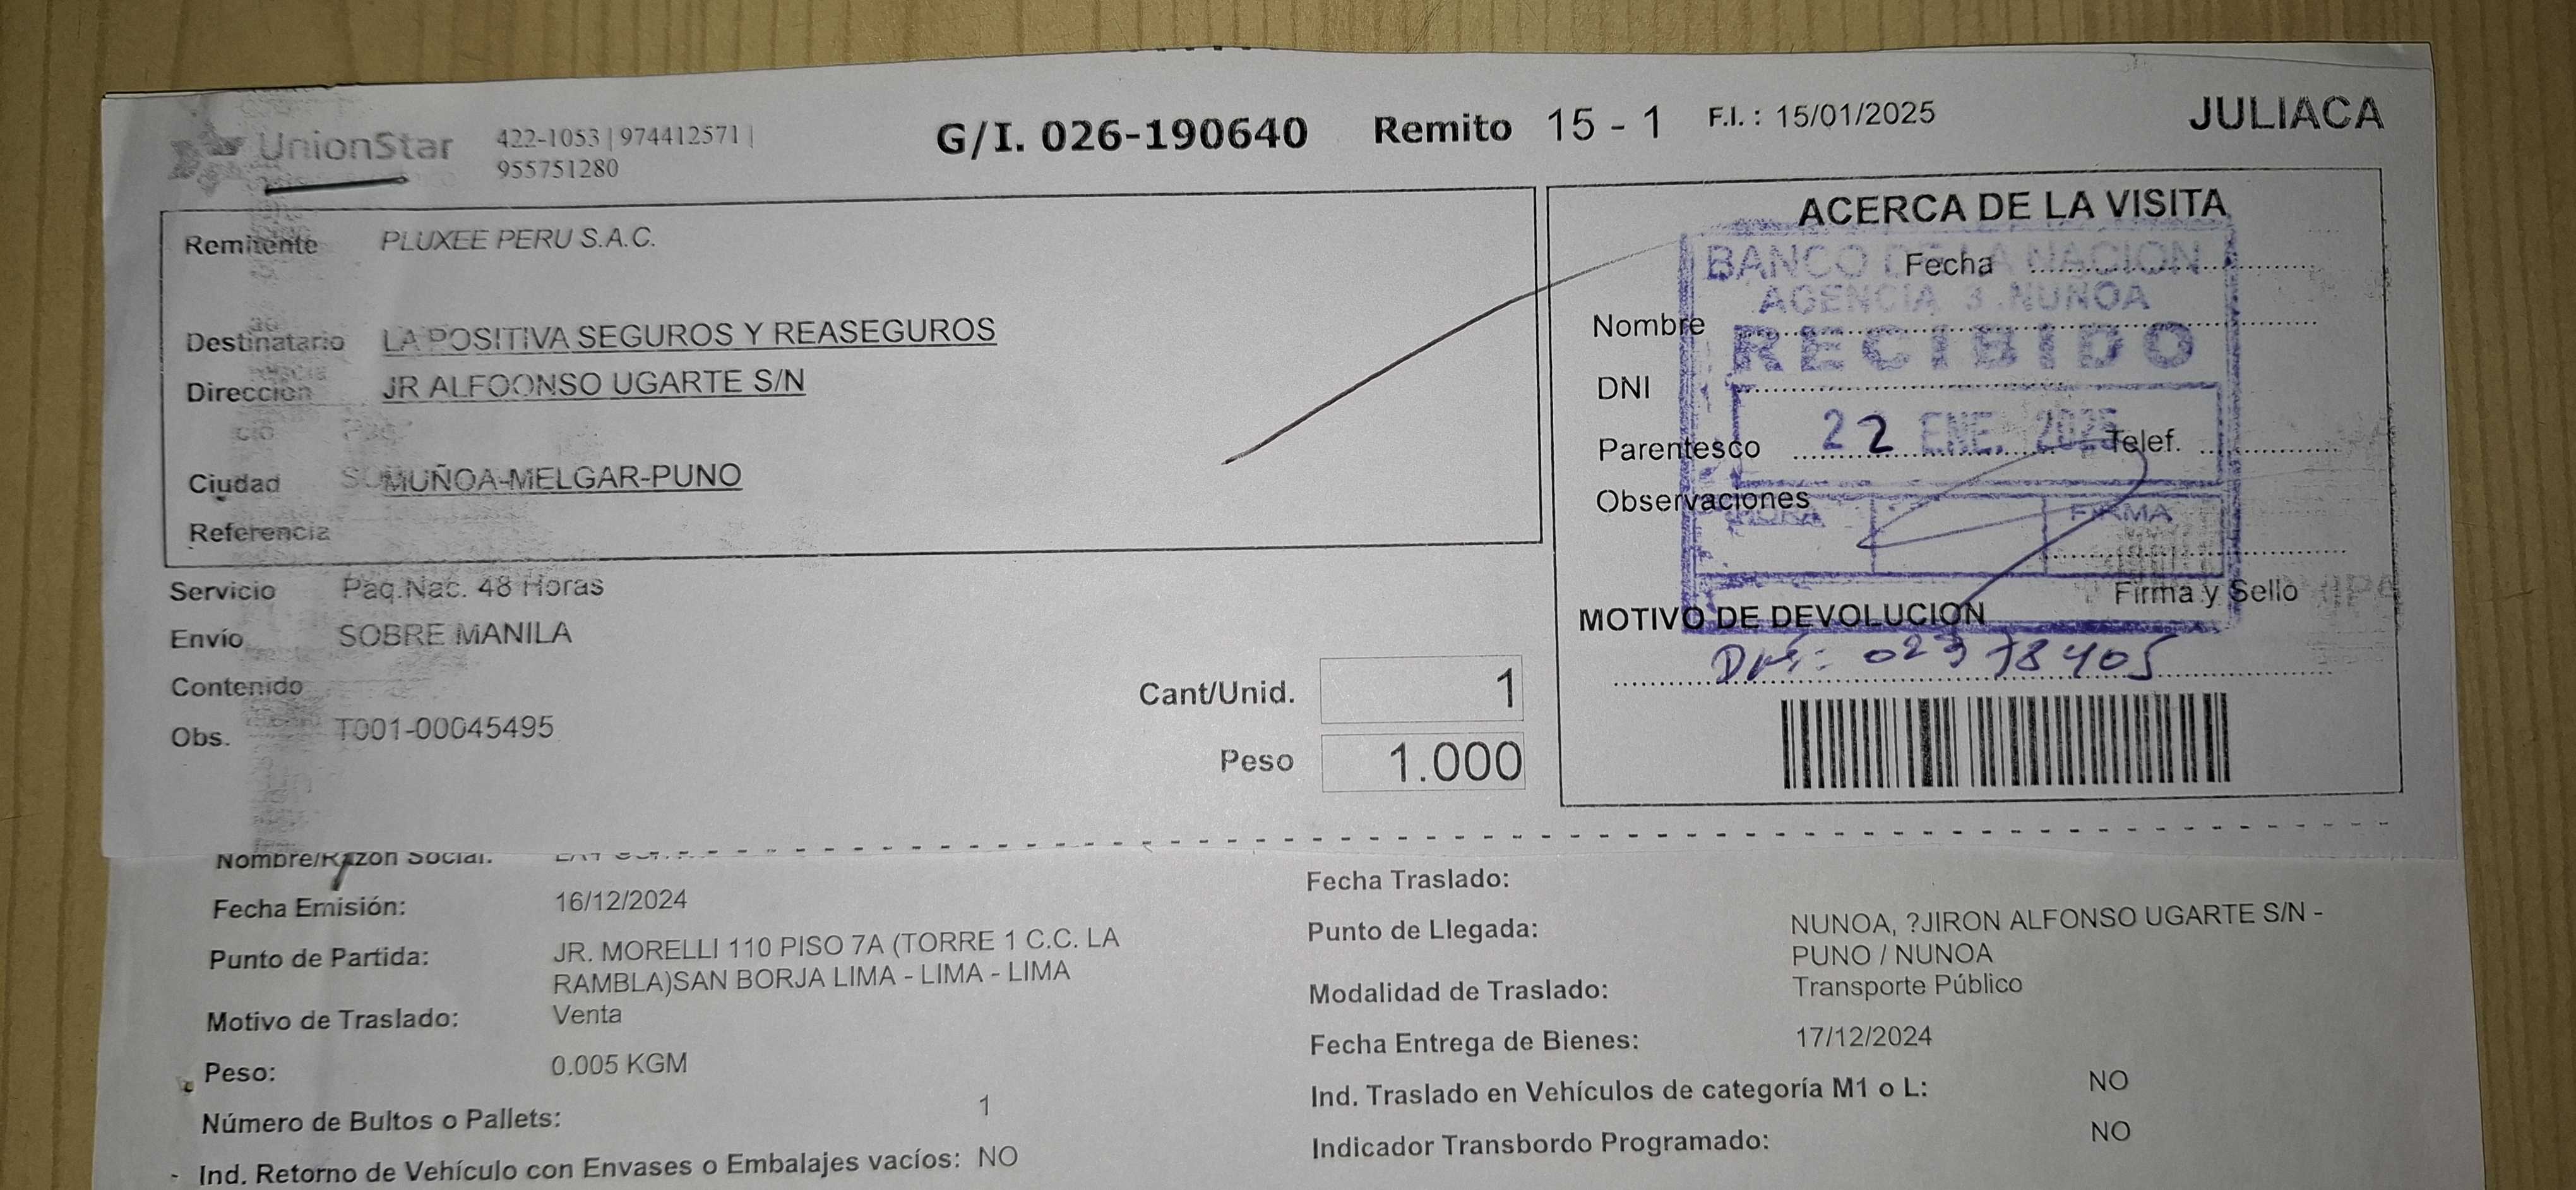 UnionStar
422-1053 | 974412571 |
955751280
G/I. 026-190640 Remito 15 - 1 F.I. : 15/01/2025
JULIACA
Remitente PLUXEE PERU S.A.C.
Destinatario LA POSITIVA SEGUROS Y REASEGUROS
Dirección JR ALFOONSO UGARTE S/N
Ciudad MUÑOA-MELGAR-PUNO
Referencia
Servicio Paq.Nac. 48 Horas
Envío SOBRE MANILA
Contenido
Obs. T001-00045495
Cant/Unid. 1
Peso 1.000
ACERCA DE LA VISITA
Fecha
Nombre
DNI
Parentesco Telef.
Observaciones
Firma y Sello
MOTIVO DE DEVOLUCION
BANCO DE LA NACION
AGENCIA 3 .NUÑOA
RECIBIDO
22 ENE. 2025
HORA FIRMA
DNI: 02378405
Nombre/Razón Social:
Fecha Emisión: 16/12/2024
Punto de Partida: JR. MORELLI 110 PISO 7A (TORRE 1 C.C. LA
RAMBLA)SAN BORJA LIMA - LIMA - LIMA
Motivo de Traslado: Venta
Peso: 0.005 KGM
Número de Bultos o Pallets: 1
Ind. Retorno de Vehículo con Envases o Embalajes vacíos: NO
Fecha Traslado:
Punto de Llegada: NUNOA, ?JIRON ALFONSO UGARTE S/N -
PUNO / NUNOA
Modalidad de Traslado: Transporte Público
Fecha Entrega de Bienes: 17/12/2024
Ind. Traslado en Vehículos de categoría M1 o L: NO
Indicador Transbordo Programado: NO